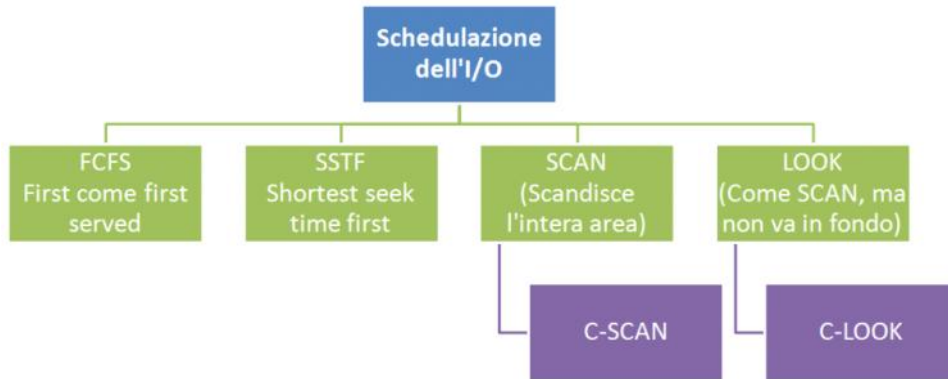 Schedulazione
dell'I/O
FCFS
First come first
served
SSTF
Shortest seek
time first
SCAN
(Scandisce
l'intera area)
LOOK
(Come SCAN, ma
non va in fondo)
C-SCAN
C-LOOK